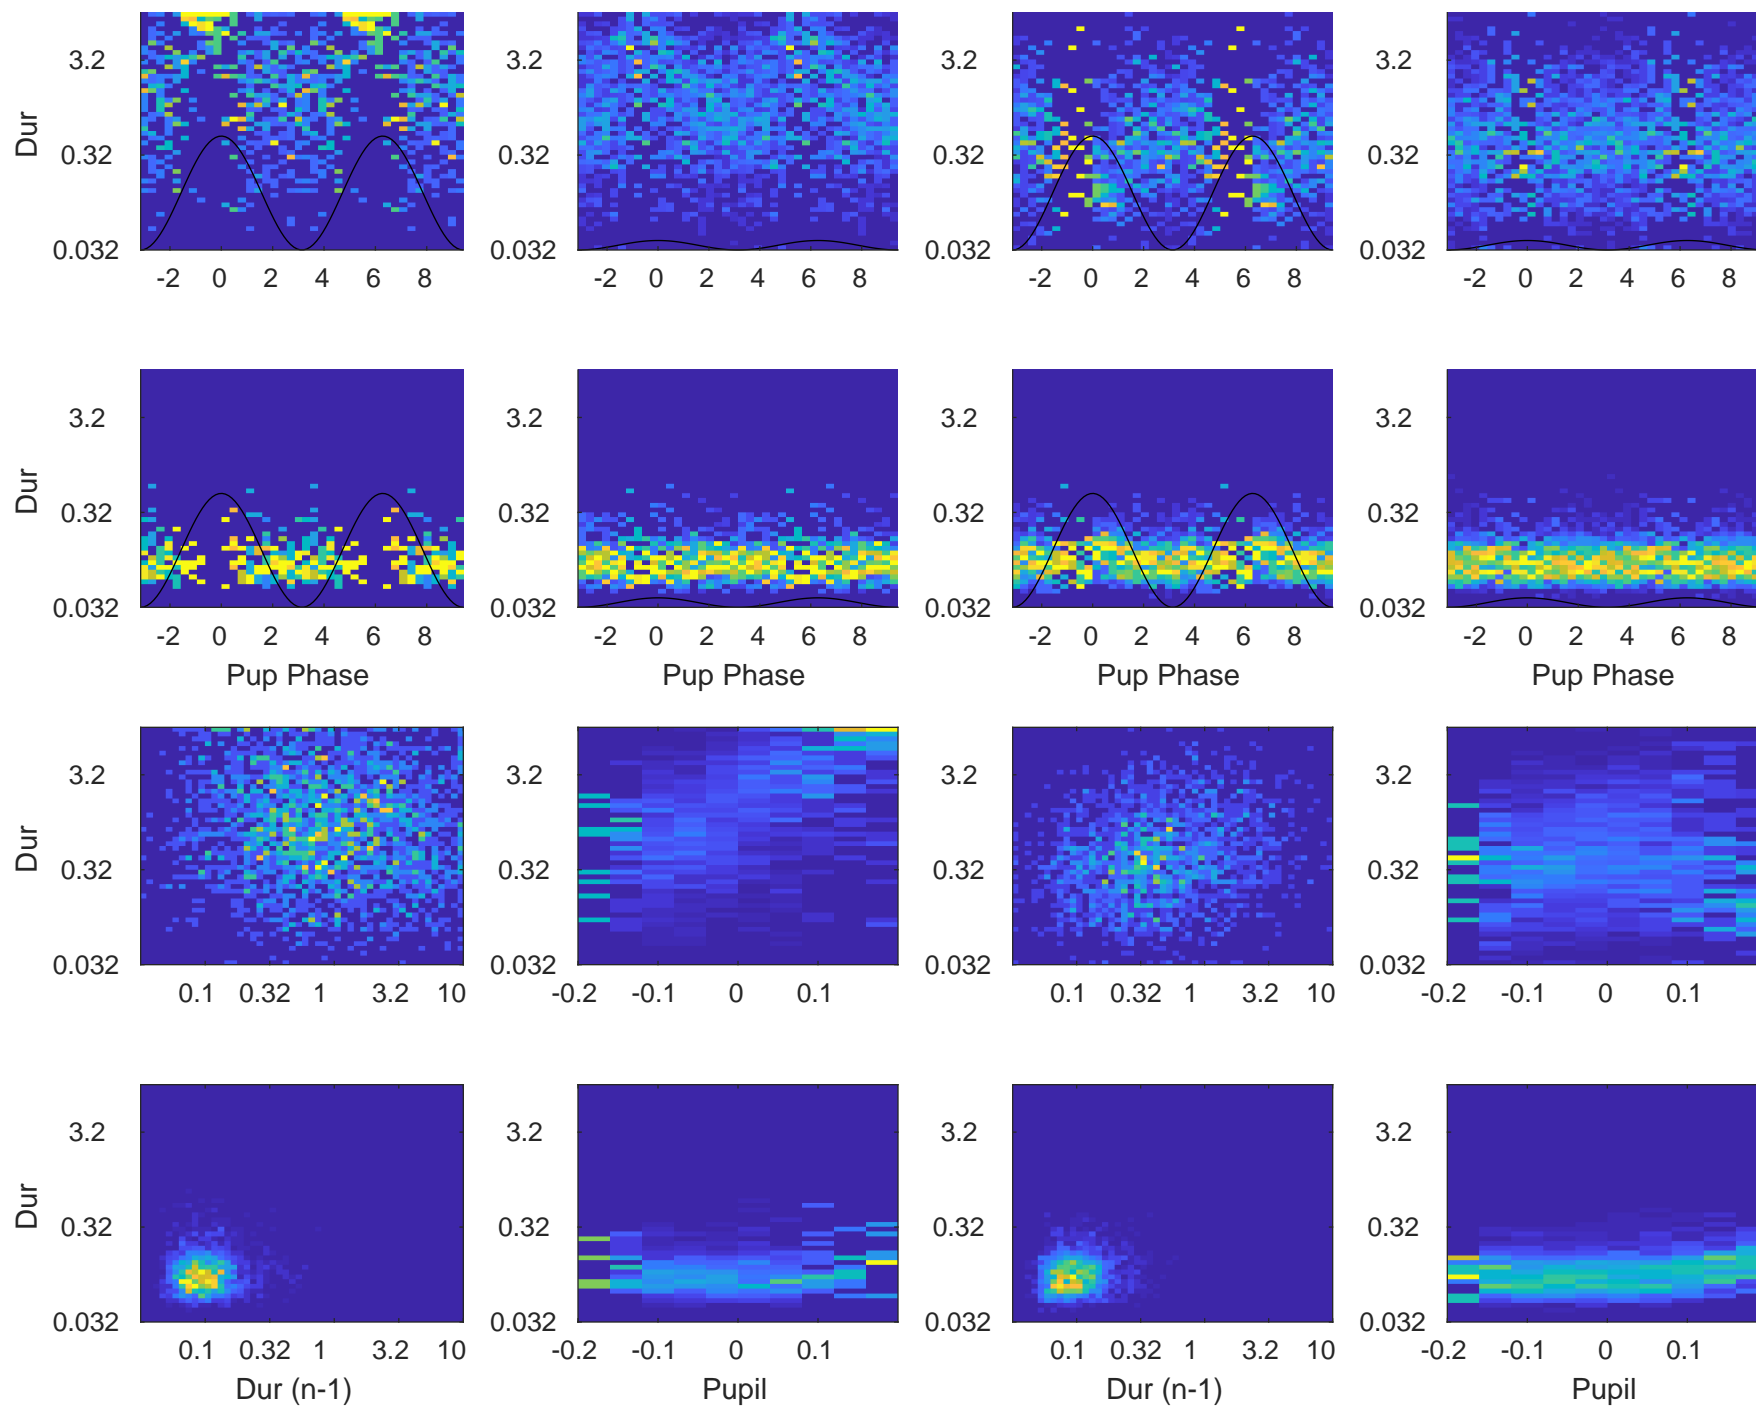 3.2 3.2 3.2 3.2
Dur
0.32 0.32 0.32 0.32
0.032 0.032 0.032 0.032
-2 0 2 4 6 8 -2 0 2 4 6 8 -2 0 2 4 6 8 -2 0 2 4 6 8
3.2 3.2 3.2 3.2
Dur
0.32 0.32 0.32 0.32
0.032 0.032 0.032 0.032
-2 0 2 4 6 8 -2 0 2 4 6 8 -2 0 2 4 6 8 -2 0 2 4 6 8
Pup Phase Pup Phase Pup Phase Pup Phase
3.2 3.2 3.2 3.2
Dur
0.32 0.32 0.32 0.32
0.032 0.032 0.032 0.032
0.1 0.32 1 3.2 10 -0.2 -0.1 0 0.1 0.1 0.32 1 3.2 10 -0.2 -0.1 0 0.1
3.2 3.2 3.2 3.2
Dur
0.32 0.32 0.32 0.32
0.032 0.032 0.032 0.032
0.1 0.32 1 3.2 10 -0.2 -0.1 0 0.1 0.1 0.32 1 3.2 10 -0.2 -0.1 0 0.1
Dur (n-1) Pupil Dur (n-1) Pupil